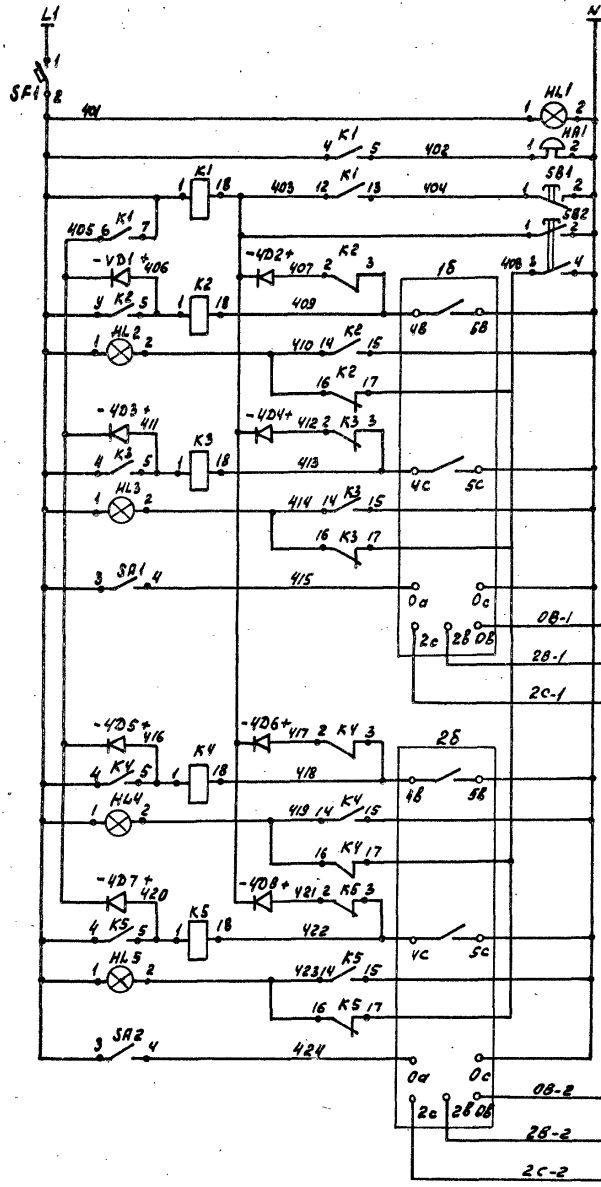 L1 N
1
SF1 2
401 HL1
1 2
K1 HA1
4 5 402 1 2
K1 K1 SB1
1 18 403 12 13 404 1 2
K1 SB2
405 6 7 1 2
-VD1+ 406 -4D2+ 407 2 K2 3 1б 408 3 4
K2 K2
4 5 1 18 409 4В 5В
HL2 K2
1 2 410 14 15
K2
16 17
-4D3+ 411 -4D4+ 412 2 K3 3
K3 K3
4 5 1 18 413 4С 5С
HL3 K3
1 2 414 14 15
16 K3 17
SA1
3 4 415 0а 0с
2с 2в 0в 0В-1
2В-1
2С-1
-4D5+ 416 -4D6+ 417 2 K4 3 2б
K4 K4
4 5 1 18 418 4в 5в
HL4 K4
1 2 419 14 15
16 K4 17
-4D7+ 420 -4D8+ 421 2 K5 3
K5 K5
4 5 1 18 422 4с 5с
HL5 K5
1 2 423 14 15
16 K5 17
SA2
3 4 424 0а 0с
2с 2в 0в 0В-2
2В-2
2С-2